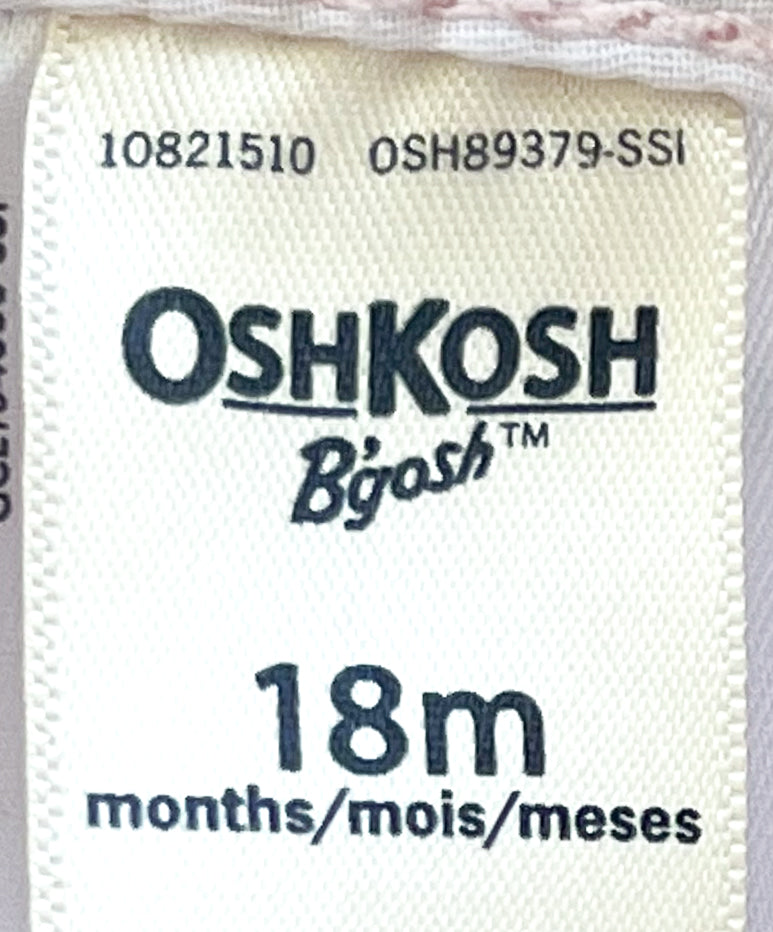 10821510 OSH89379-SSI
OSHKOSH
B'gosh™
18m
months/mois/meses